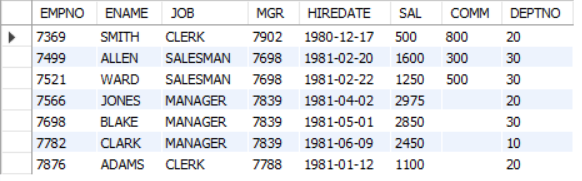 EMPNO ENAME JOB MGR HIREDATE SAL COMM DEPTNO
7369 SMITH CLERK 7902 1980-12-17 500 800 20
7499 ALLEN SALESMAN 7698 1981-02-20 1600 300 30
7521 WARD SALESMAN 7698 1981-02-22 1250 500 30
7566 JONES MANAGER 7839 1981-04-02 2975 20
7698 BLAKE MANAGER 7839 1981-05-01 2850 30
7782 CLARK MANAGER 7839 1981-06-09 2450 10
7876 ADAMS CLERK 7788 1981-01-12 1100 20